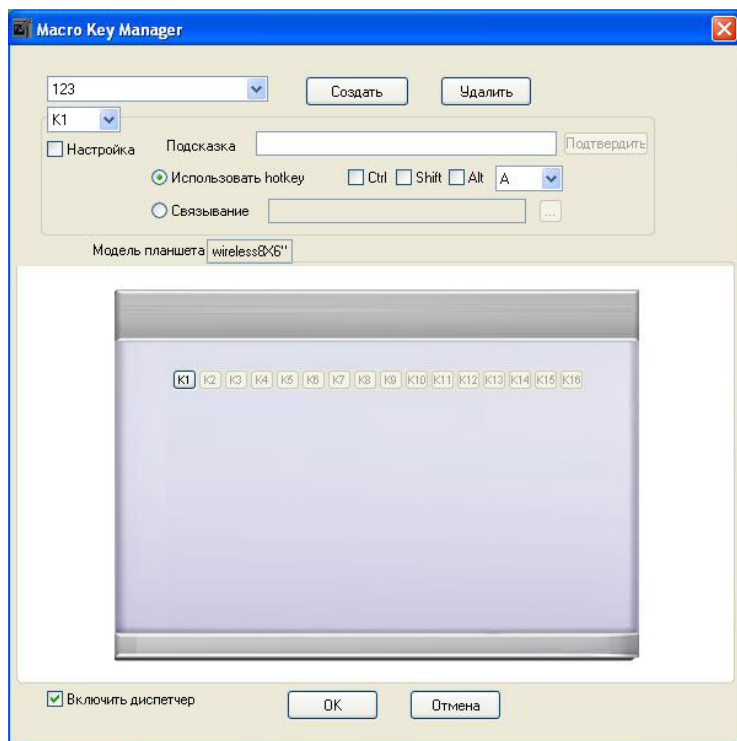 Macro Key Manager
123 Создать Удалить
K1
Настройка Подсказка Подтвердить
Использовать hotkey Ctrl Shift Alt A
Связывание ...
Модель планшета wireless8X6"
K1 K2 K3 K4 K5 K6 K7 K8 K9 K10 K11 K12 K13 K14 K15 K16
Включить диспетчер OK Отмена